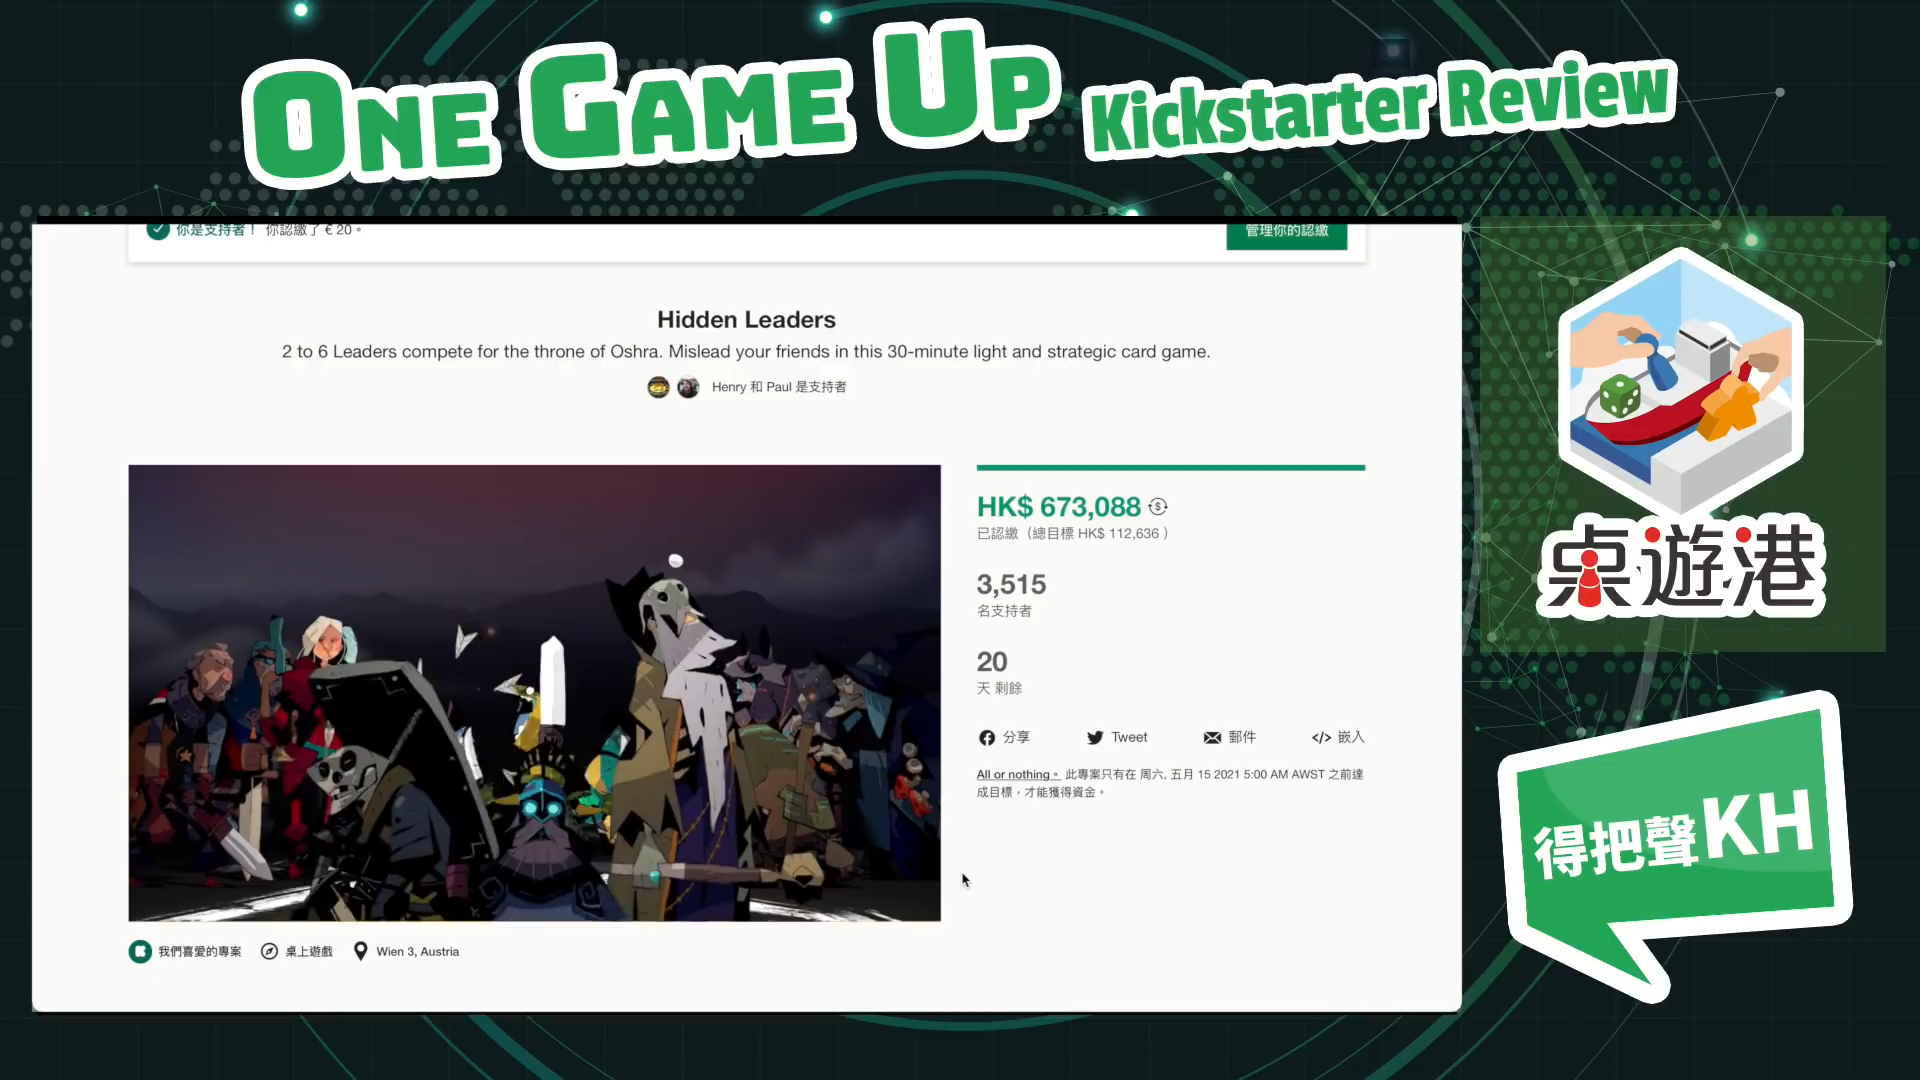 ONE GAME UP Kickstarter Review
你是支持者！ 你認繳了 € 20。
管理你的認繳
Hidden Leaders
2 to 6 Leaders compete for the throne of Oshra. Mislead your friends in this 30-minute light and strategic card game.
Henry 和 Paul 是支持者
HK$ 673,088
已認繳（總目標 HK$ 112,636 ）
3,515
名支持者
20
天 剩餘
分享
Tweet
郵件
</> 嵌入
All or nothing。 此專案只有在 周六, 五月 15 2021 5:00 AM AWST 之前達
成目標，才能獲得資金。
我們喜愛的專案
桌上遊戲
Wien 3, Austria
桌遊港
得把聲KH